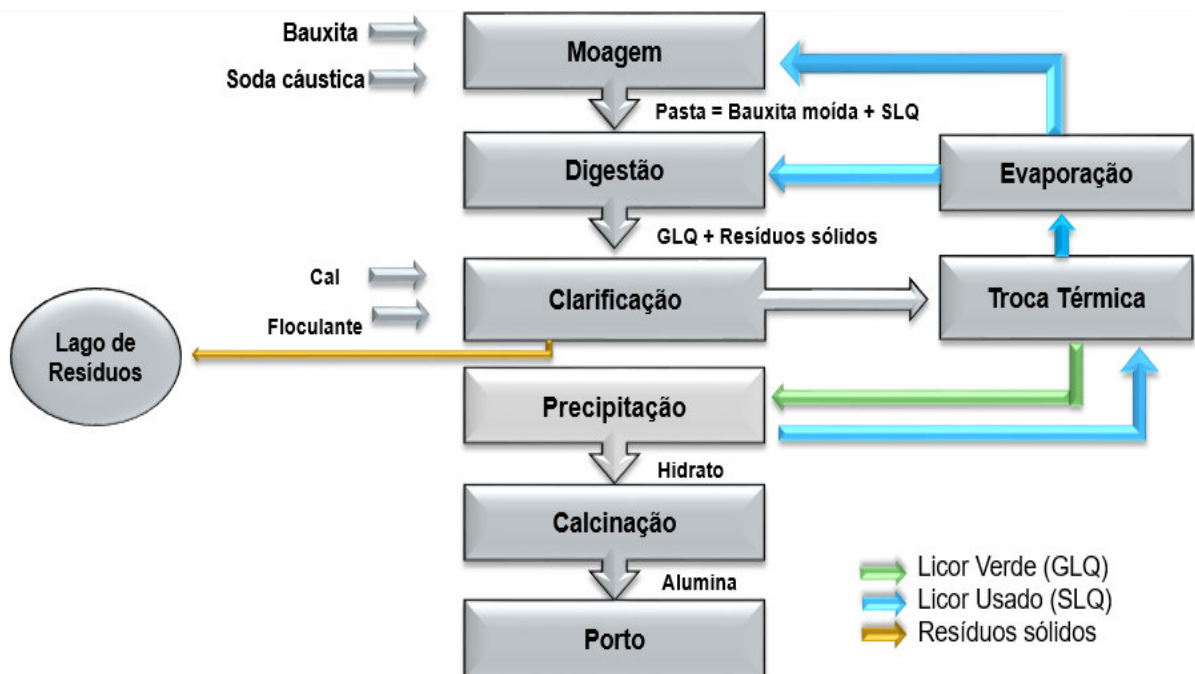 Bauxita
Soda cáustica
Moagem
Pasta = Bauxita moída + SLQ
Digestão
Evaporação
GLQ + Resíduos sólidos
Cal
Floculante
Clarificação
Troca Térmica
Lago de
Resíduos
Precipitação
Hidrato
Calcinação
Alumina
Porto
Licor Verde (GLQ)
Licor Usado (SLQ)
Resíduos sólidos